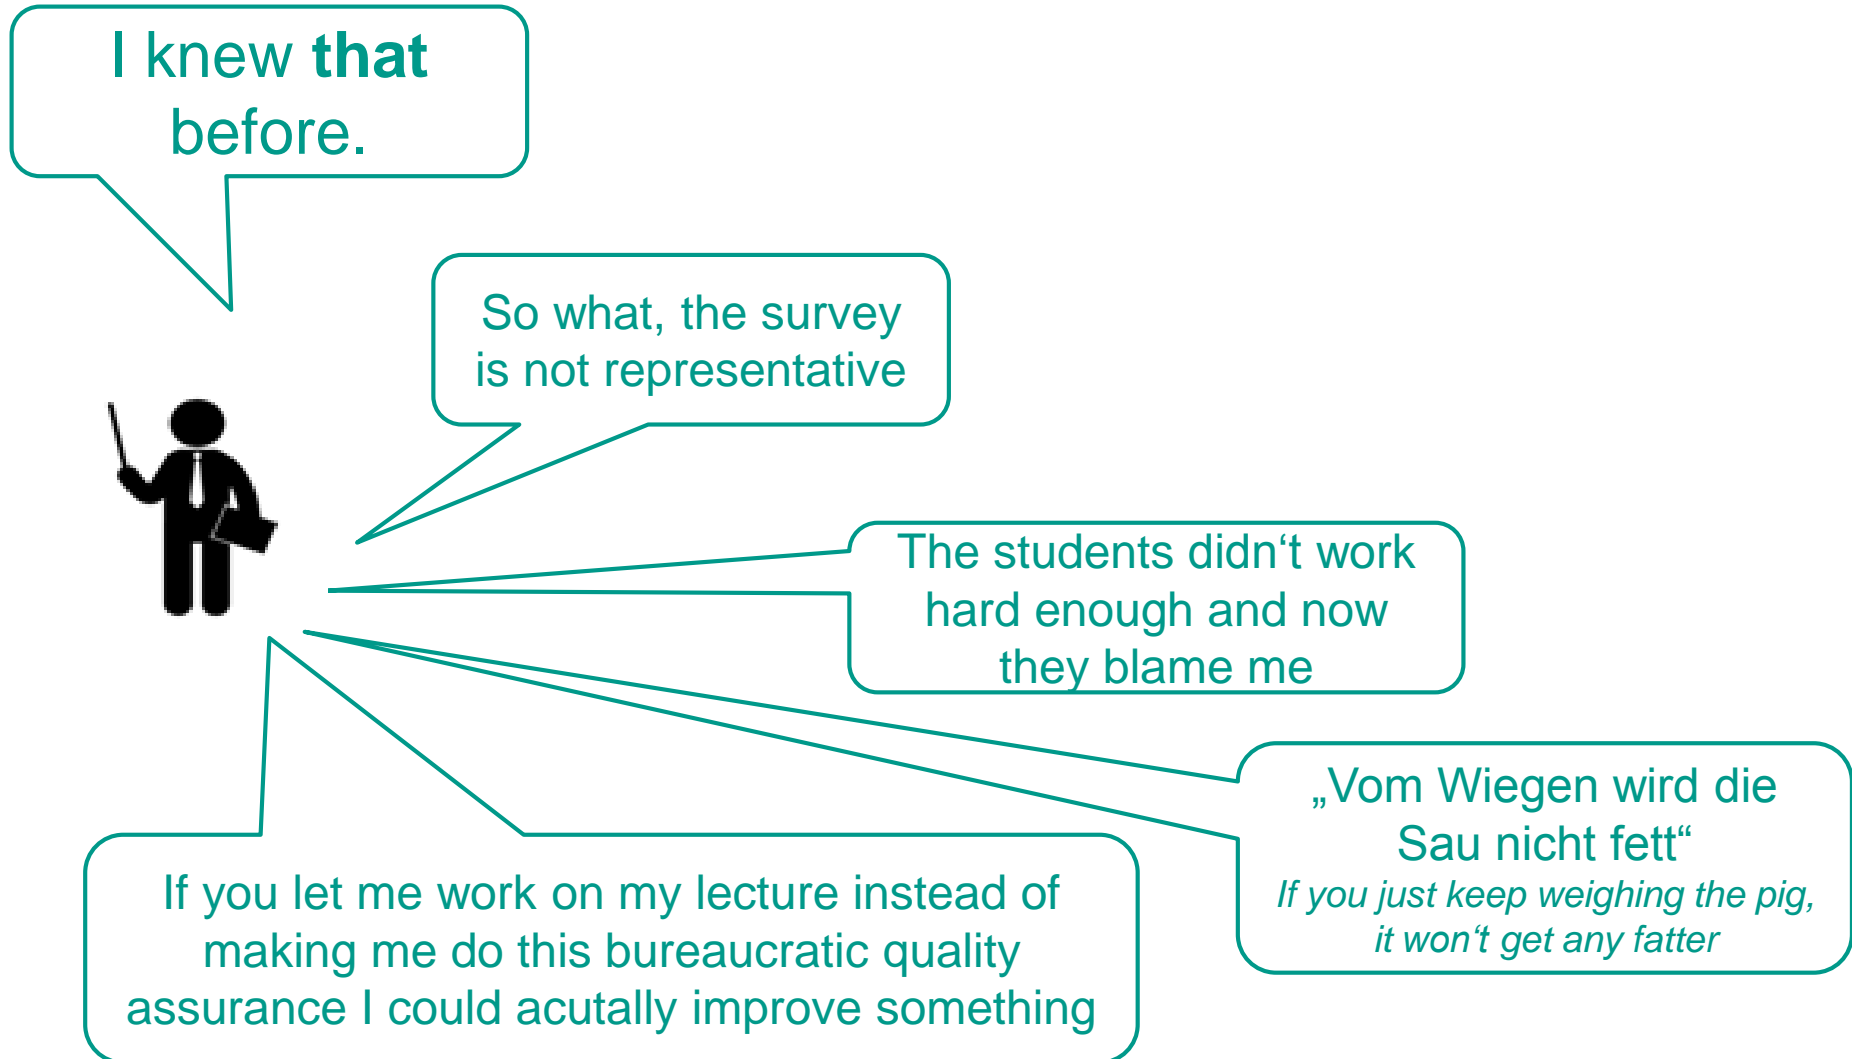 I knew that
before.
So what, the survey
is not representative
The students didn‘t work
hard enough and now
they blame me
„Vom Wiegen wird die
Sau nicht fett“
If you just keep weighing the pig,
it won‘t get any fatter
If you let me work on my lecture instead of
making me do this bureaucratic quality
assurance I could acutally improve something